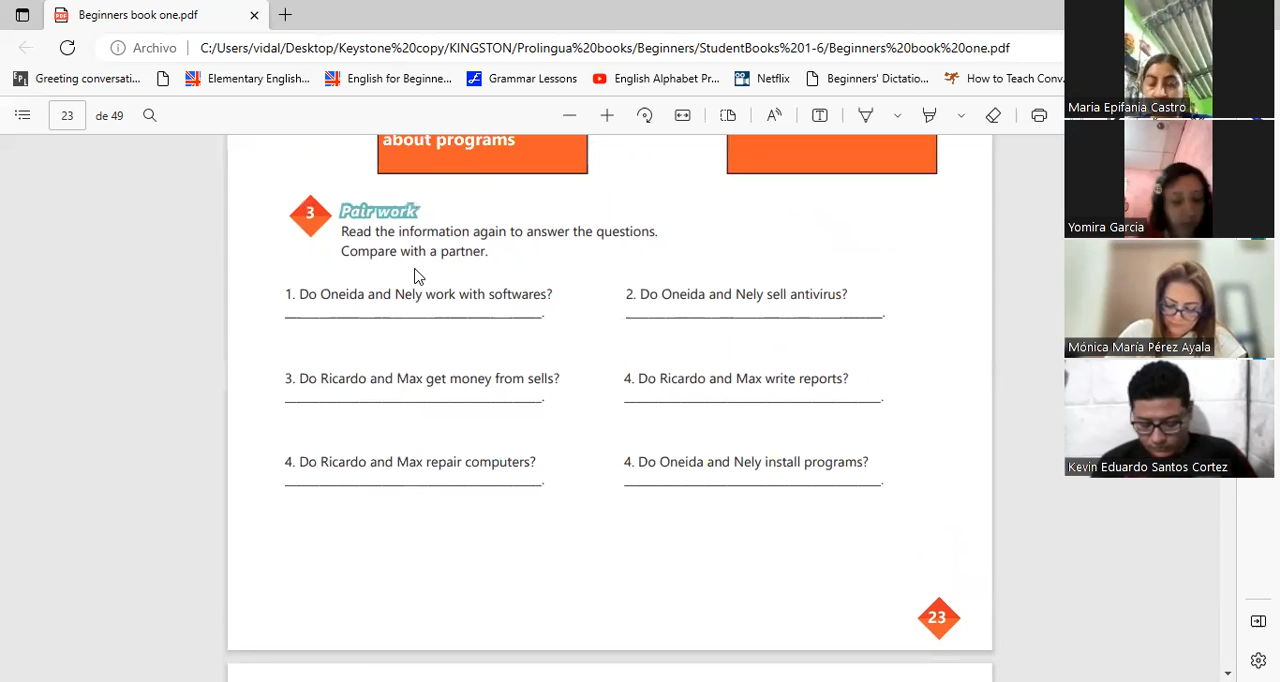 Beginners book one.pdf
Archivo
C:/Users/vidal/Desktop/Keystone%20copy/KINGSTON/Prolingua%20books/Beginners/StudentBooks%201-6/Beginners%20book%20one.pdf
Greeting conversati...
Elementary English...
English for Beginne...
Grammar Lessons
English Alphabet Pr...
Netflix
Beginners' Dictatio...
How to Teach Conv
23 de 49
about programs
3 Pair work
Read the information again to answer the questions.
Compare with a partner.
1. Do Oneida and Nely work with softwares?
2. Do Oneida and Nely sell antivirus?
3. Do Ricardo and Max get money from sells?
4. Do Ricardo and Max write reports?
4. Do Ricardo and Max repair computers?
4. Do Oneida and Nely install programs?
23
Maria Epifania Castro
Yomira Garcia
Mónica María Pérez Ayala
Kevin Eduardo Santos Cortez